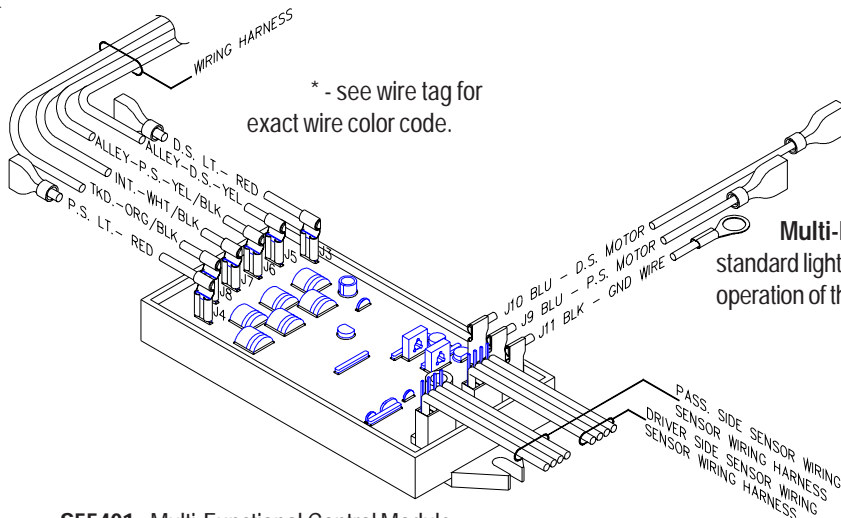 WIRING HARNESS
* - see wire tag for
exact wire color code.
D.S. LT.- RED
ALLEY-D.S.-YEL
ALLEY-P.S.-YEL/BLK
INT.-WHT/BLK
TKD.-ORG/BLK
P.S. LT.- RED
J3
J5
J6
J7
J8
J4
J10 BLU - D.S. MOTOR
J9 BLU - P.S. MOTOR
J11 BLK - GND WIRE
standard light
operation of th
PASS. SIDE SENSOR WIRING
SENSOR WIRING HARNESS
DRIVER SIDE SENSOR WIRING
SENSOR WIRING HARNESS
Multi-Functional Control Module